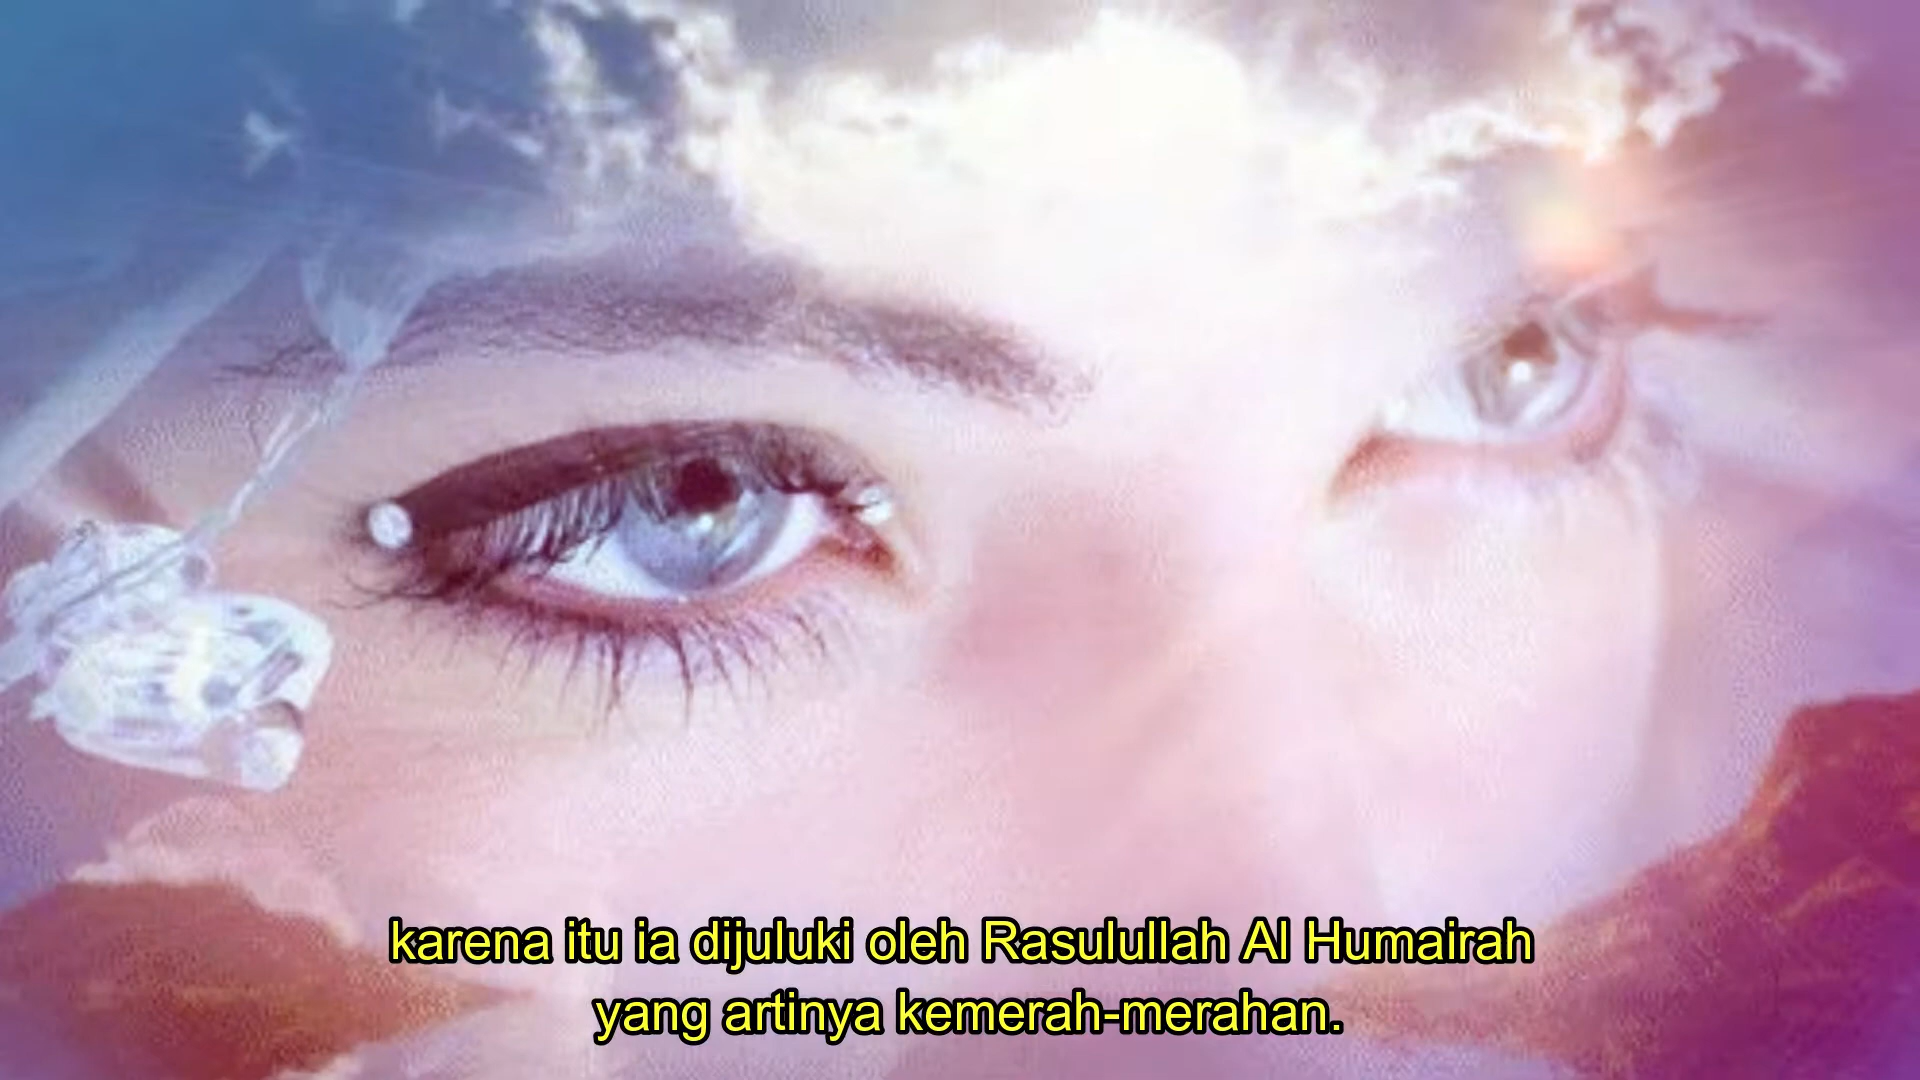 karena itu ia dijuluki oleh Rasulullah Al Humairah
yang artinya kemerah-merahan.